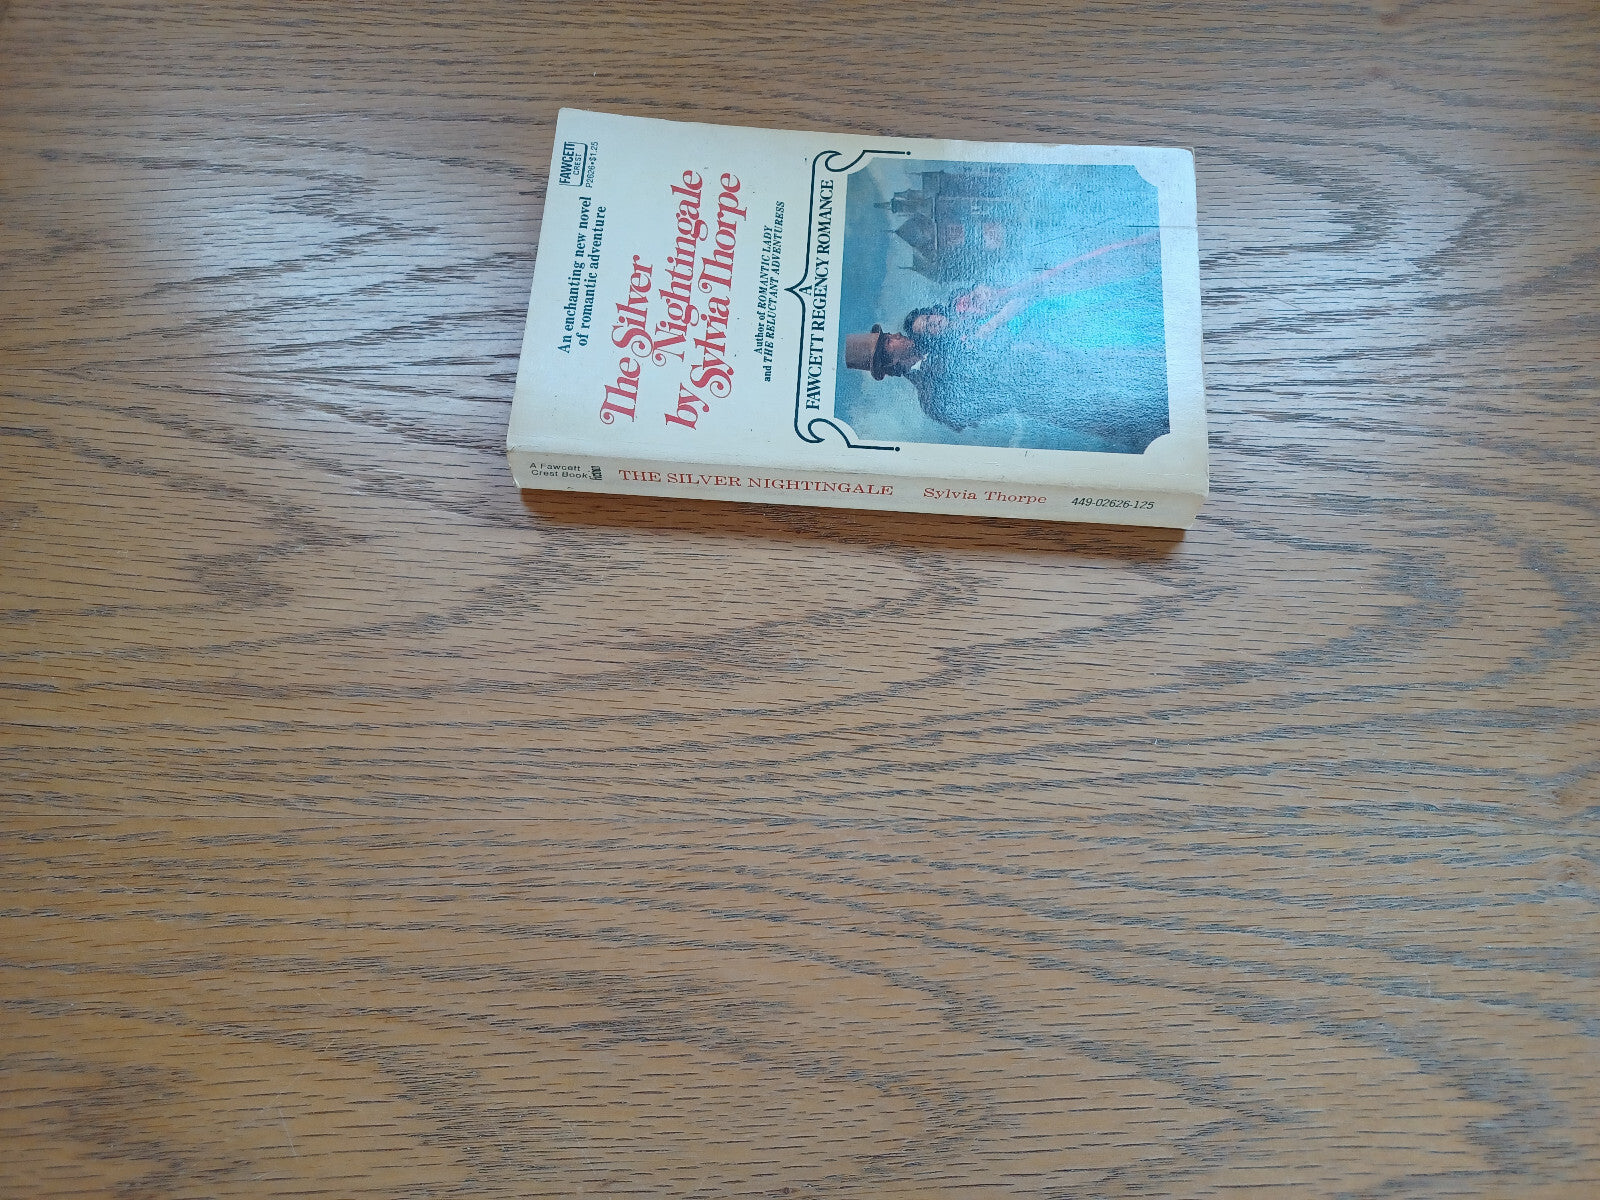 FAWCETT
CREST
P2626•$1.25
An enchanting new novel
of romantic adventure
The Silver
Nightingale
by Sylvia Thorpe
Author of ROMANTIC LADY
and THE RELUCTANT ADVENTURESS
A
FAWCETT REGENCY ROMANCE
A Fawcett
Crest Book
THE SILVER NIGHTINGALE Sylvia Thorpe 449-02626-125